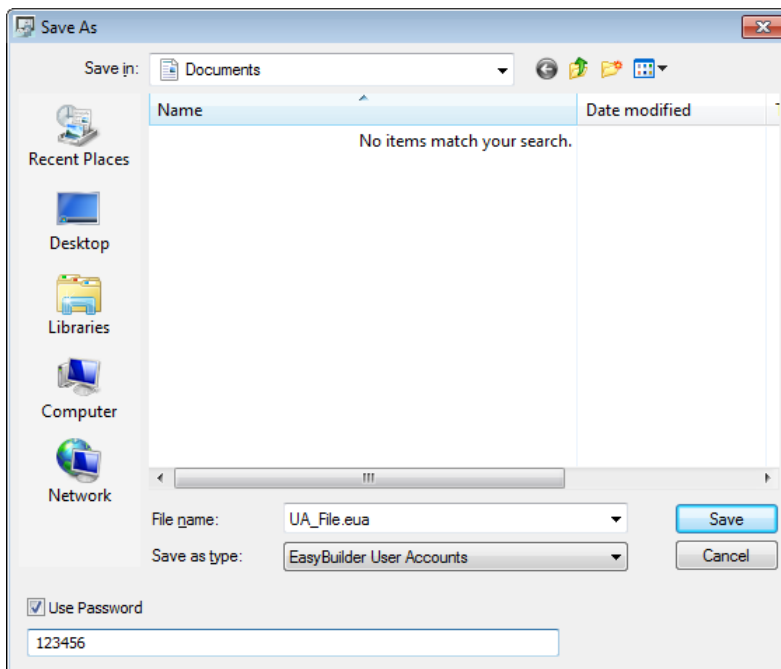 Save As
Save in: Documents
Name Date modified
No items match your search.
Recent Places
Desktop
Libraries
Computer
Network
File name: UA_File.eua Save
Save as type: EasyBuilder User Accounts Cancel
Use Password
123456